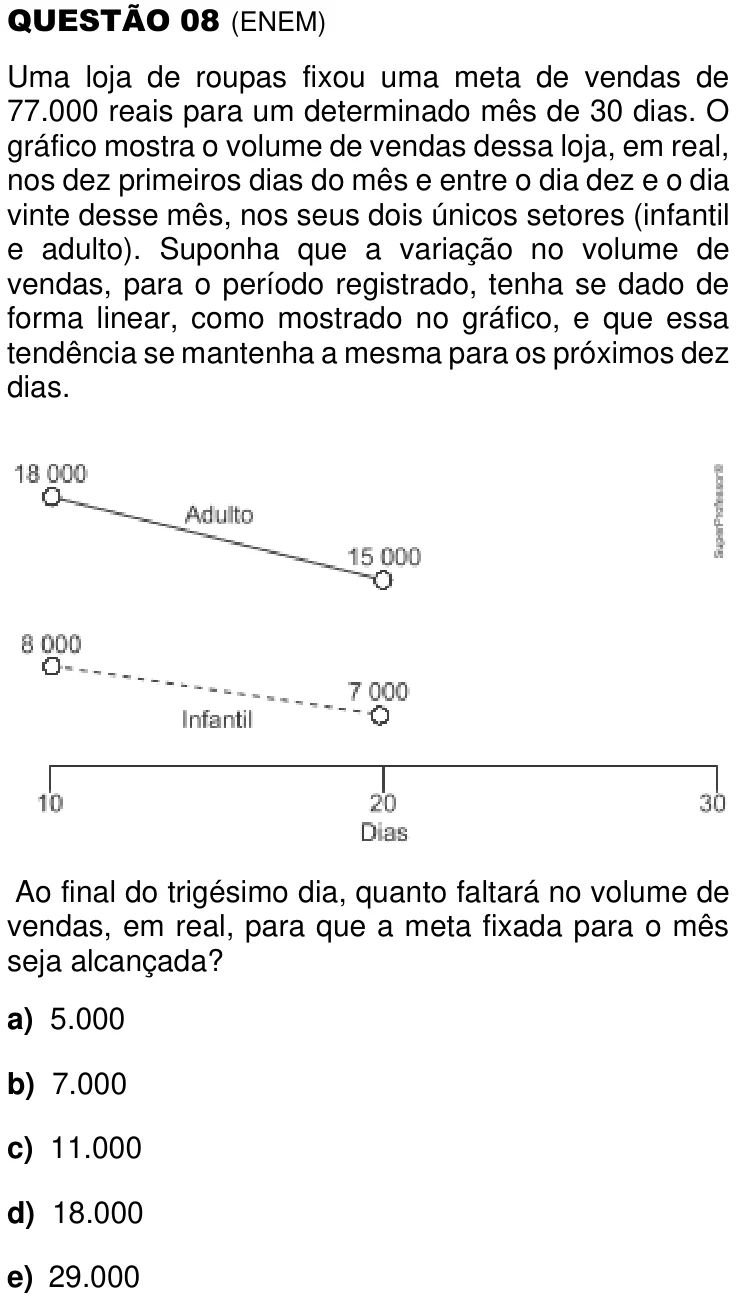 QUESTÃO 08 (ENEM)
Uma loja de roupas fixou uma meta de vendas de
77.000 reais para um determinado mês de 30 dias. O
gráfico mostra o volume de vendas dessa loja, em real,
nos dez primeiros dias do mês e entre o dia dez e o dia
vinte desse mês, nos seus dois únicos setores (infantil
e adulto). Suponha que a variação no volume de
vendas, para o período registrado, tenha se dado de
forma linear, como mostrado no gráfico, e que essa
tendência se mantenha a mesma para os próximos dez
dias.
18 000
Adulto
15 000
SuperProfessor®
8 000
7 000
Infantil
10 20 30
Dias
Ao final do trigésimo dia, quanto faltará no volume de
vendas, em real, para que a meta fixada para o mês
seja alcançada?
a) 5.000
b) 7.000
c) 11.000
d) 18.000
e) 29.000